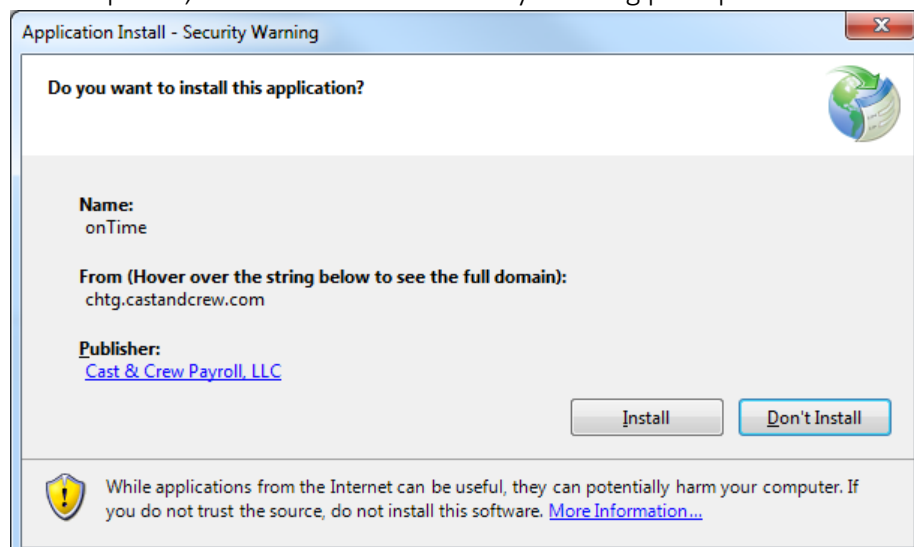 Application Install - Security Warning
Do you want to install this application?
Name:
onTime
From (Hover over the string below to see the full domain):
chtg.castandcrew.com
Publisher:
Cast & Crew Payroll, LLC
Install Don't Install
While applications from the Internet can be useful, they can potentially harm your computer. If
you do not trust the source, do not install this software. More Information...